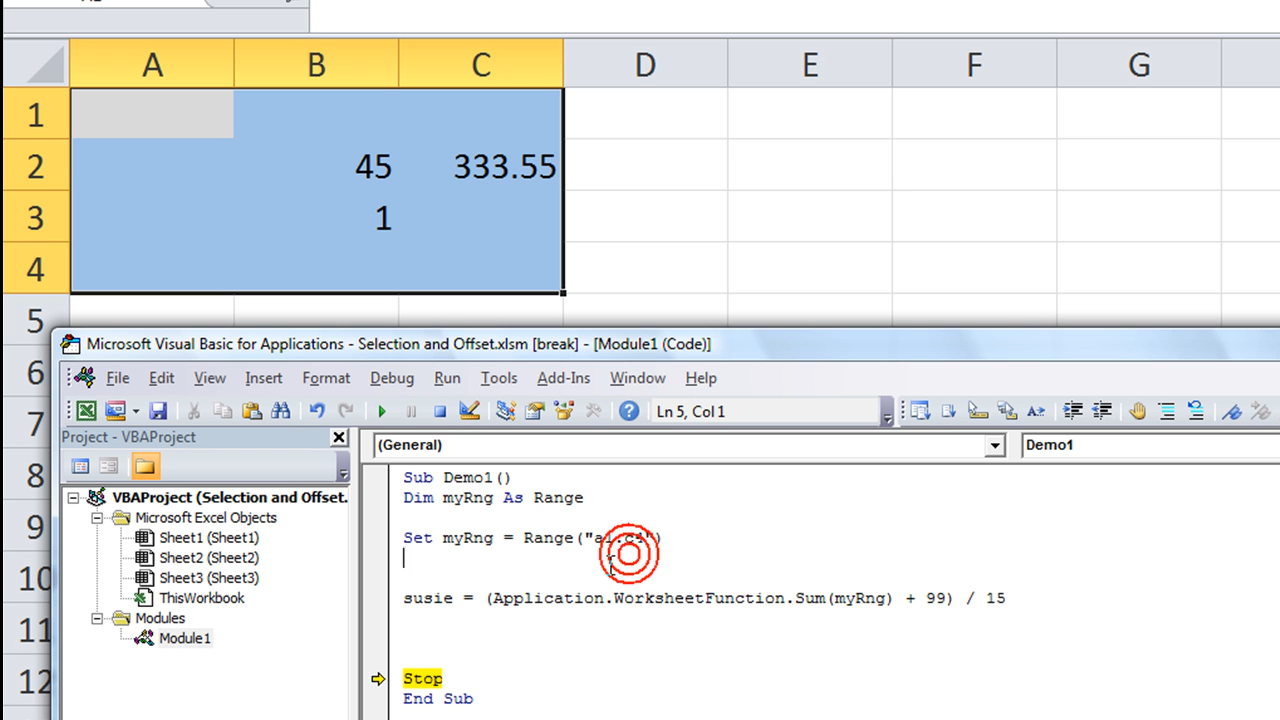 A B C D E F G
1
2 45 333.55
3 1
4
5
6
7
8
9
10
11
12
Microsoft Visual Basic for Applications - Selection and Offset.xlsm [break] - [Module1 (Code)]
File Edit View Insert Format Debug Run Tools Add-Ins Window Help
Ln 5, Col 1
Project - VBAProject
(General) Demo1
VBAProject (Selection and Offset.
Microsoft Excel Objects
Sheet1 (Sheet1)
Sheet2 (Sheet2)
Sheet3 (Sheet3)
ThisWorkbook
Modules
Module1
Sub Demo1()
Dim myRng As Range
Set myRng = Range("a1:c4")
susie = (Application.WorksheetFunction.Sum(myRng) + 99) / 15
Stop
End Sub